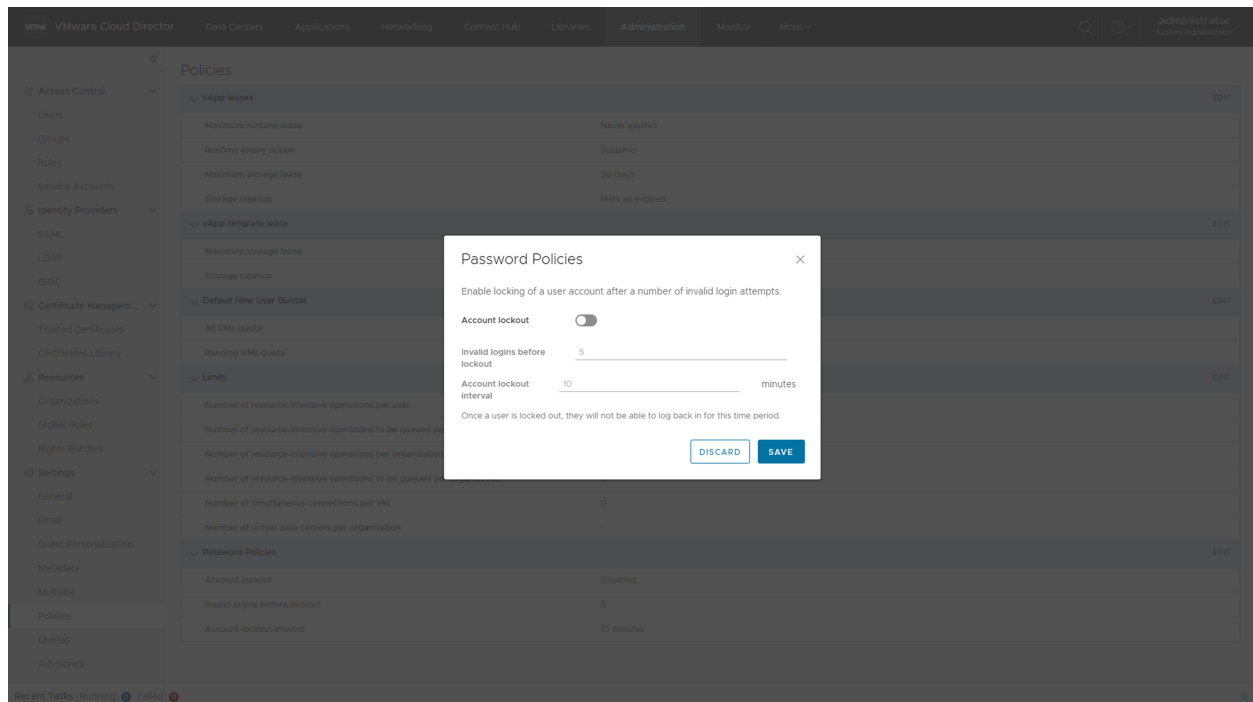 vmw VMware Cloud Director Data Centers Applications Networking Content Hub Libraries Administration Monitor More administrator
System Administrator
Policies
Access Control
Users
Groups
Roles
Service Accounts
Identity Providers
SAML
LDAP
OIDC
Certificate Managem...
Trusted Certificates
Certificates Library
Resources
Organizations
Global Roles
Rights Bundles
Settings
General
Email
Guest Personalization
Metadata
Multisite
Policies
Quotas
Advisories
vApp leases EDIT
Maximum runtime lease Never expires
Runtime expiry action Suspend
Maximum storage lease 30 Days
Storage cleanup Mark as expired
vApp template lease EDIT
Maximum storage lease
Storage cleanup
Default New User Quotas EDIT
All VMs quota
Running VMs quota
Limits EDIT
Number of resource-intensive operations per user
Number of resource-intensive operations to be queued pe
Number of resource-intensive operations per organization
Number of resource-intensive operations to be queued per
Number of simultaneous connections per VM 0
Number of virtual data centers per organization -
Password Policies EDIT
Account lockout Disabled
Invalid logins before lockout 5
Account lockout interval 10 minutes
Password Policies
Enable locking of a user account after a number of invalid login attempts.
Account lockout
Invalid logins before 5
lockout
Account lockout 10 minutes
interval
Once a user is locked out, they will not be able to log back in for this time period.
DISCARD SAVE
Recent Tasks Running: 0 Failed: 0